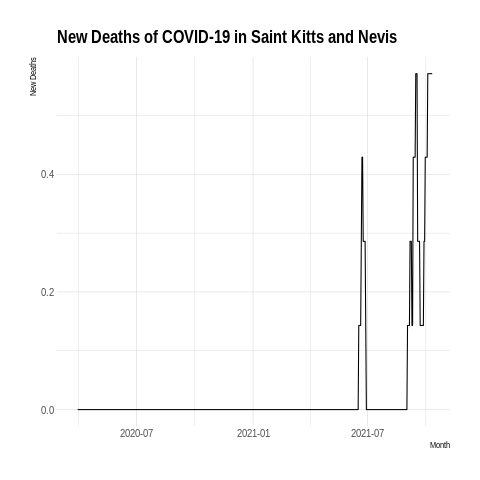 New Deaths of COVID-19 in Saint Kitts and Nevis
New Deaths
0.4
0.2
0.0
2020-07
2021-01
2021-07
Month